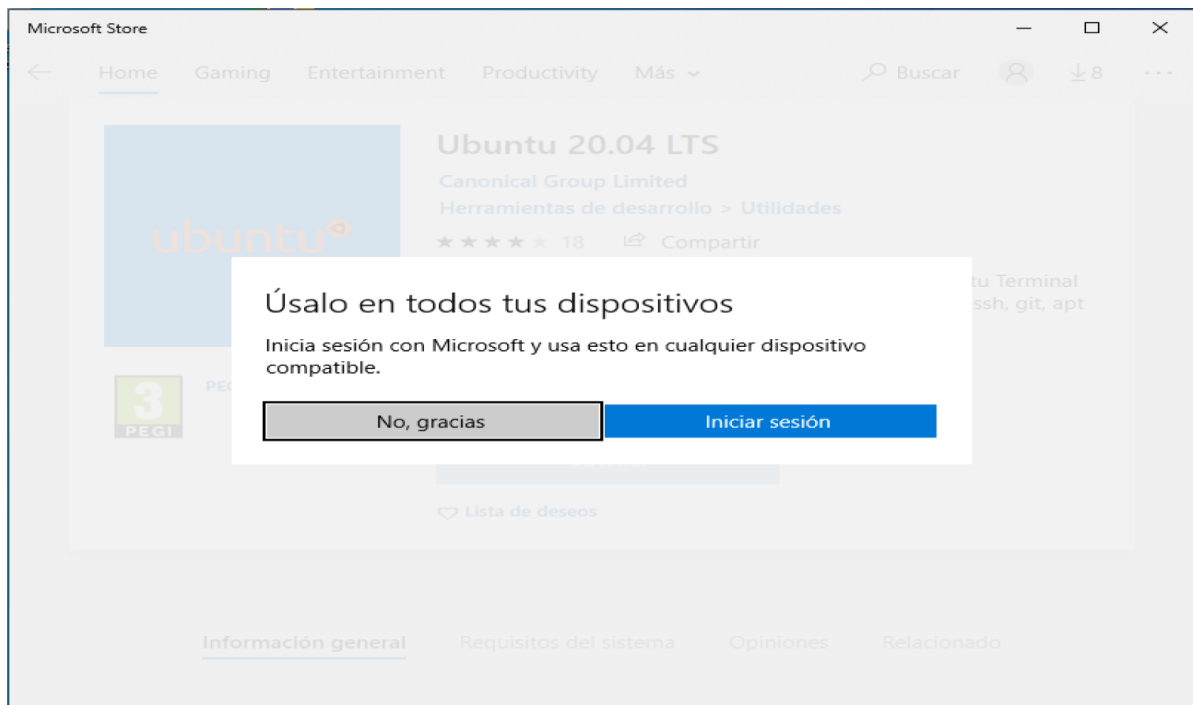 Microsoft Store
Home Gaming Entertainment Productivity Más Buscar 8
Ubuntu 20.04 LTS
Canonical Group Limited
Herramientas de desarrollo > Utilidades
ubuntu
18 Compartir
Terminal
ssh, git, apt
Úsalo en todos tus dispositivos
Inicia sesión con Microsoft y usa esto en cualquier dispositivo
compatible.
3
PEGI
No, gracias Iniciar sesión
Lista de deseos
Información general Requisitos del sistema Opiniones Relacionado